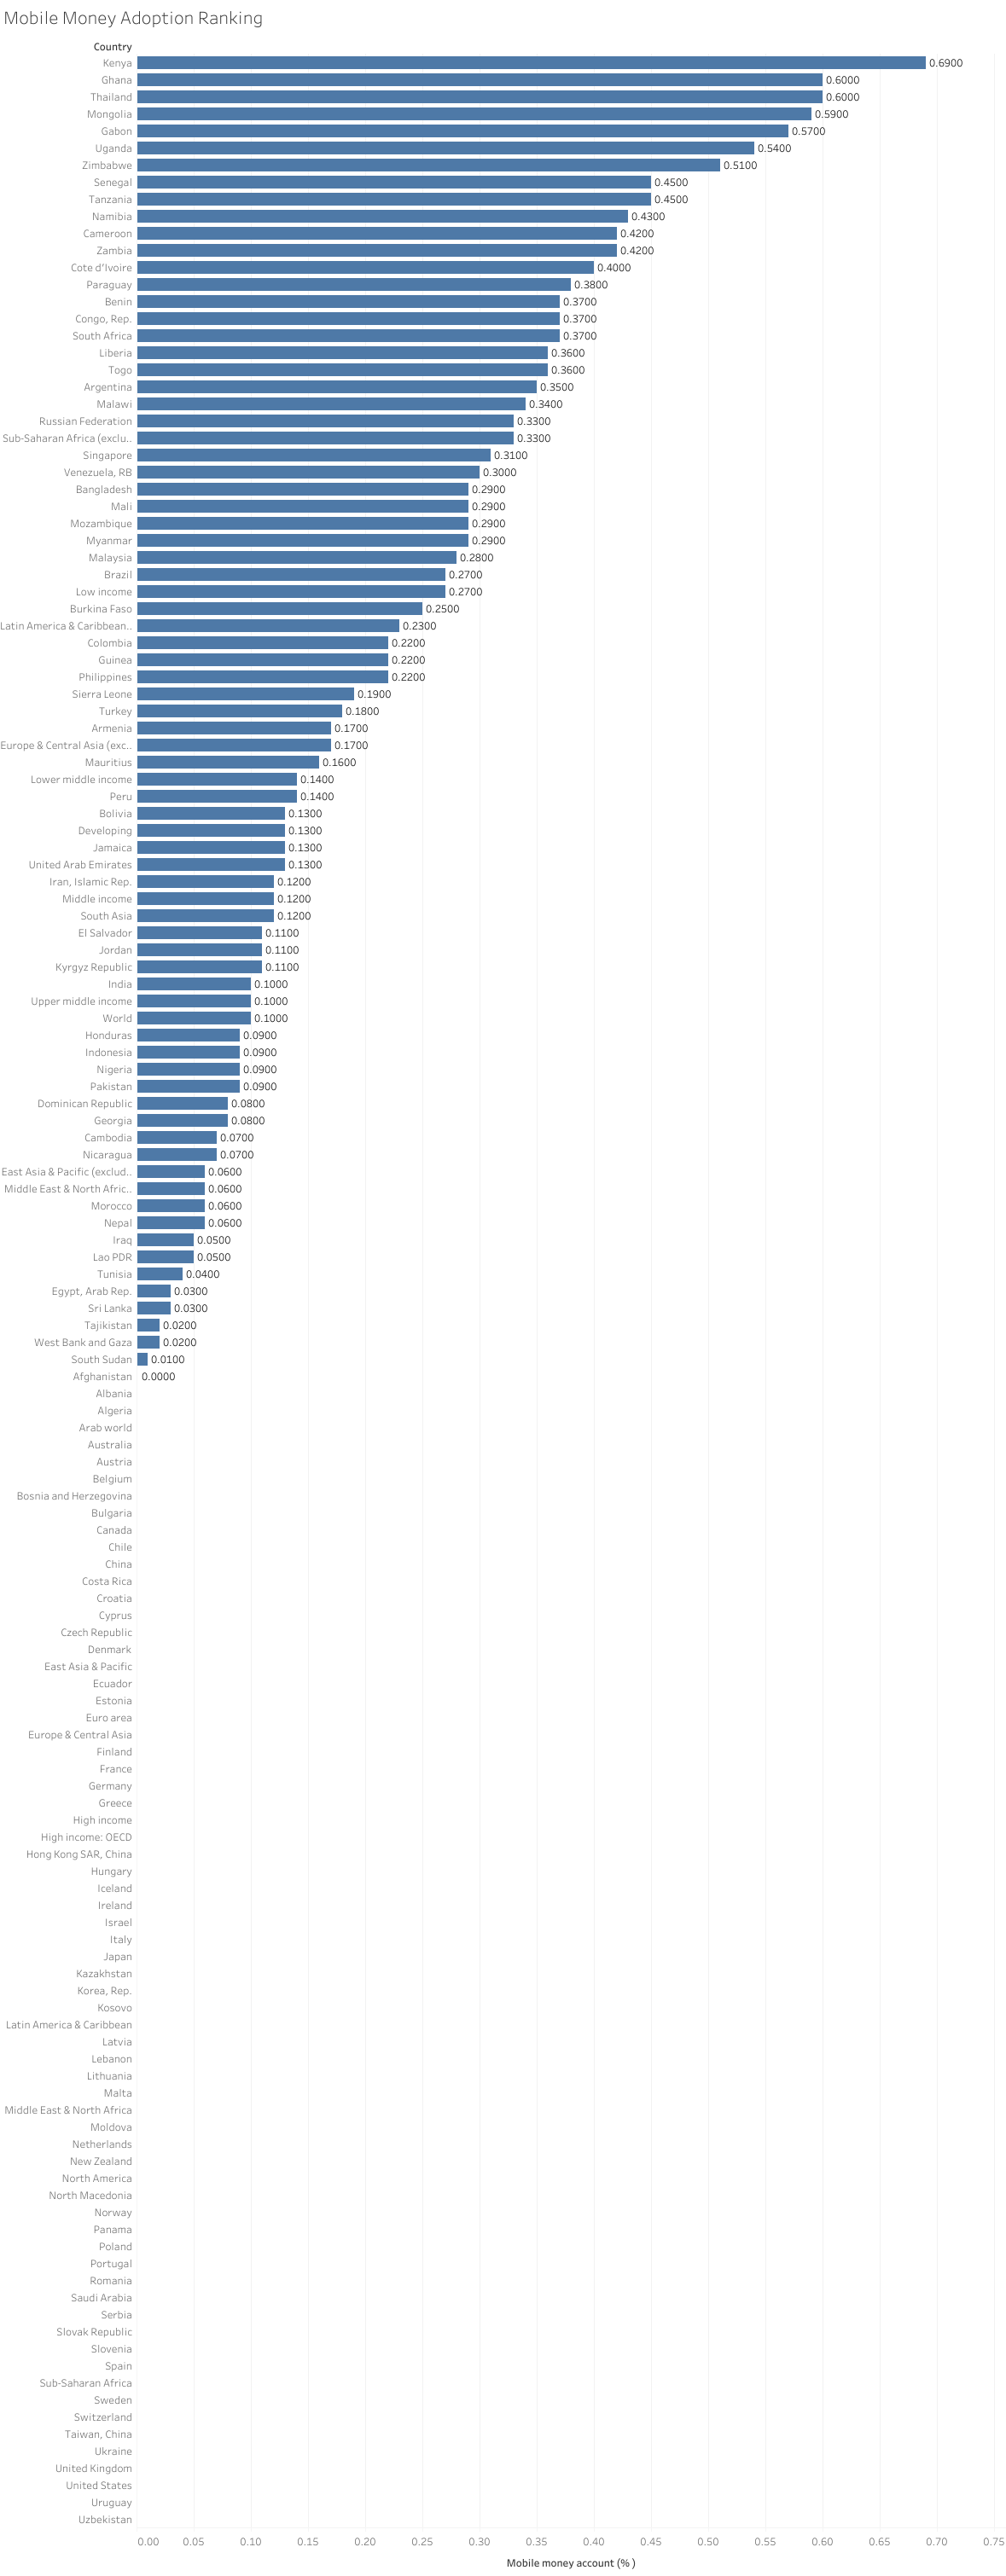 Mobile Money Adoption Ranking
Country
Kenya 0.6900
Ghana 0.6000
Thailand 0.6000
Mongolia 0.5900
Gabon 0.5700
Uganda 0.5400
Zimbabwe 0.5100
Senegal 0.4500
Tanzania 0.4500
Namibia 0.4300
Cameroon 0.4200
Zambia 0.4200
Cote d'Ivoire 0.4000
Paraguay 0.3800
Benin 0.3700
Congo, Rep. 0.3700
South Africa 0.3700
Liberia 0.3600
Togo 0.3600
Argentina 0.3500
Malawi 0.3400
Russian Federation 0.3300
Sub-Saharan Africa (exclu.. 0.3300
Singapore 0.3100
Venezuela, RB 0.3000
Bangladesh 0.2900
Mali 0.2900
Mozambique 0.2900
Myanmar 0.2900
Malaysia 0.2800
Brazil 0.2700
Low income 0.2700
Burkina Faso 0.2500
Latin America & Caribbean.. 0.2300
Colombia 0.2200
Guinea 0.2200
Philippines 0.2200
Sierra Leone 0.1900
Turkey 0.1800
Armenia 0.1700
Europe & Central Asia (exc.. 0.1700
Mauritius 0.1600
Lower middle income 0.1400
Peru 0.1400
Bolivia 0.1300
Developing 0.1300
Jamaica 0.1300
United Arab Emirates 0.1300
Iran, Islamic Rep. 0.1200
Middle income 0.1200
South Asia 0.1200
El Salvador 0.1100
Jordan 0.1100
Kyrgyz Republic 0.1100
India 0.1000
Upper middle income 0.1000
World 0.1000
Honduras 0.0900
Indonesia 0.0900
Nigeria 0.0900
Pakistan 0.0900
Dominican Republic 0.0800
Georgia 0.0800
Cambodia 0.0700
Nicaragua 0.0700
East Asia & Pacific (exclud.. 0.0600
Middle East & North Afric.. 0.0600
Morocco 0.0600
Nepal 0.0600
Iraq 0.0500
Lao PDR 0.0500
Tunisia 0.0400
Egypt, Arab Rep. 0.0300
Sri Lanka 0.0300
Tajikistan 0.0200
West Bank and Gaza 0.0200
South Sudan 0.0100
Afghanistan 0.0000
Albania
Algeria
Arab world
Australia
Austria
Belgium
Bosnia and Herzegovina
Bulgaria
Canada
Chile
China
Costa Rica
Croatia
Cyprus
Czech Republic
Denmark
East Asia & Pacific
Ecuador
Estonia
Euro area
Europe & Central Asia
Finland
France
Germany
Greece
High income
High income: OECD
Hong Kong SAR, China
Hungary
Iceland
Ireland
Israel
Italy
Japan
Kazakhstan
Korea, Rep.
Kosovo
Latin America & Caribbean
Latvia
Lebanon
Lithuania
Malta
Middle East & North Africa
Moldova
Netherlands
New Zealand
North America
North Macedonia
Norway
Panama
Poland
Portugal
Romania
Saudi Arabia
Serbia
Slovak Republic
Slovenia
Spain
Sub-Saharan Africa
Sweden
Switzerland
Taiwan, China
Ukraine
United Kingdom
United States
Uruguay
Uzbekistan
0.00 0.05 0.10 0.15 0.20 0.25 0.30 0.35 0.40 0.45 0.50 0.55 0.60 0.65 0.70 0.75
Mobile money account (% )